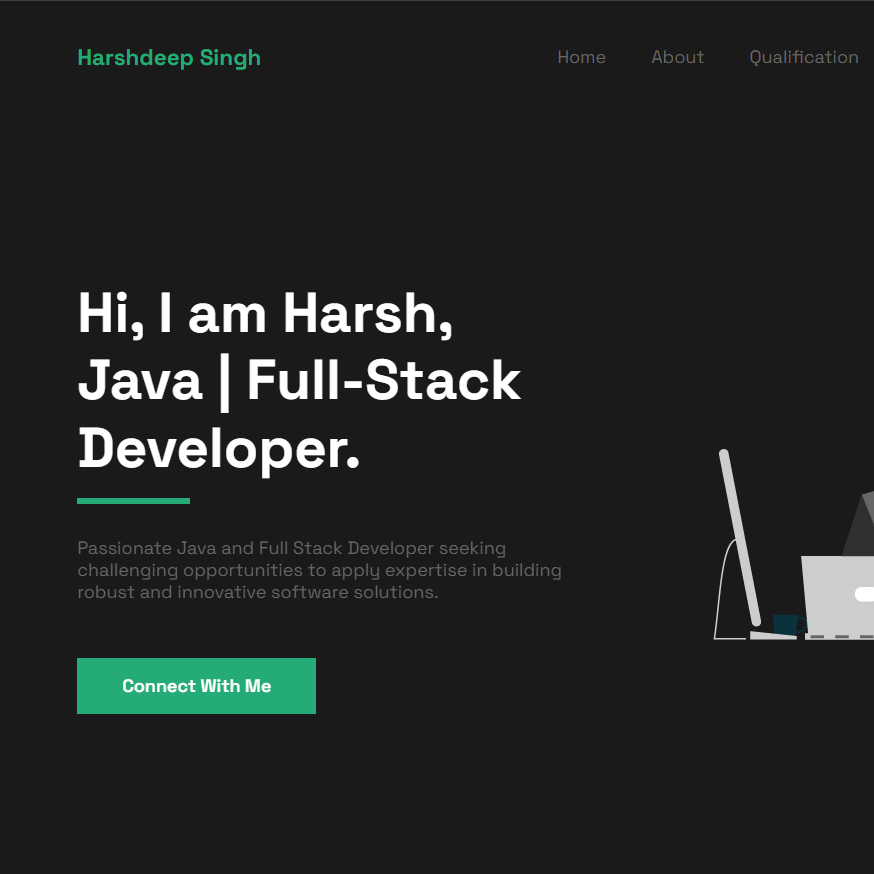 Harshdeep Singh
Home About Qualification
Hi, I am Harsh,
Java | Full-Stack
Developer.
Passionate Java and Full Stack Developer seeking
challenging opportunities to apply expertise in building
robust and innovative software solutions.
Connect With Me